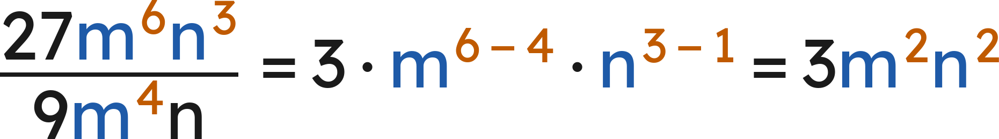 27m⁶n³ / 9m⁴n = 3 · m⁶⁻⁴ · n³⁻¹ = 3m²n²